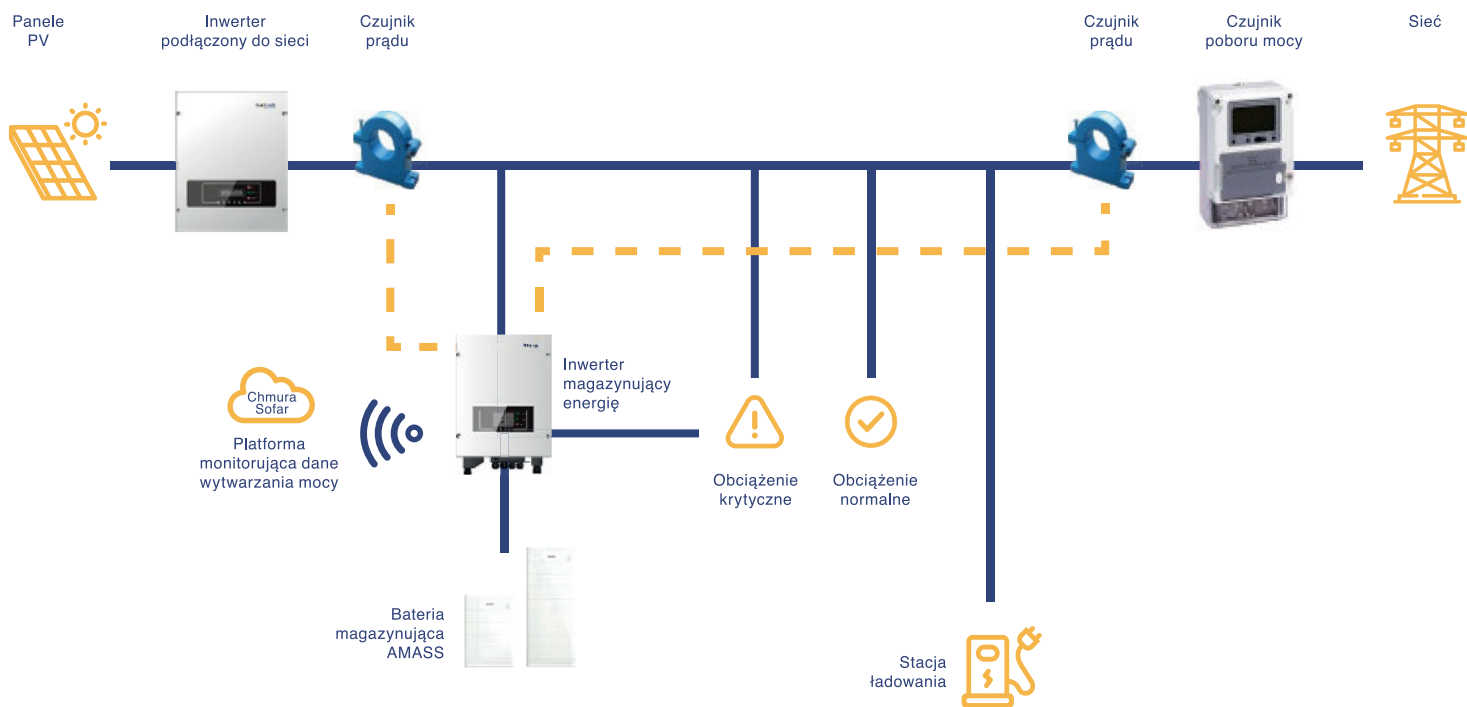 Panele
PV
Inwerter
podłączony do sieci
Czujnik
prądu
Czujnik
prądu
Czujnik
poboru mocy
Sieć
Inwerter
magazynujący
energię
Chmura
Sofar
Platforma
monitorująca dane
wytwarzania mocy
Obciążenie
krytyczne
Obciążenie
normalne
Bateria
magazynująca
AMASS
Stacja
ładowania